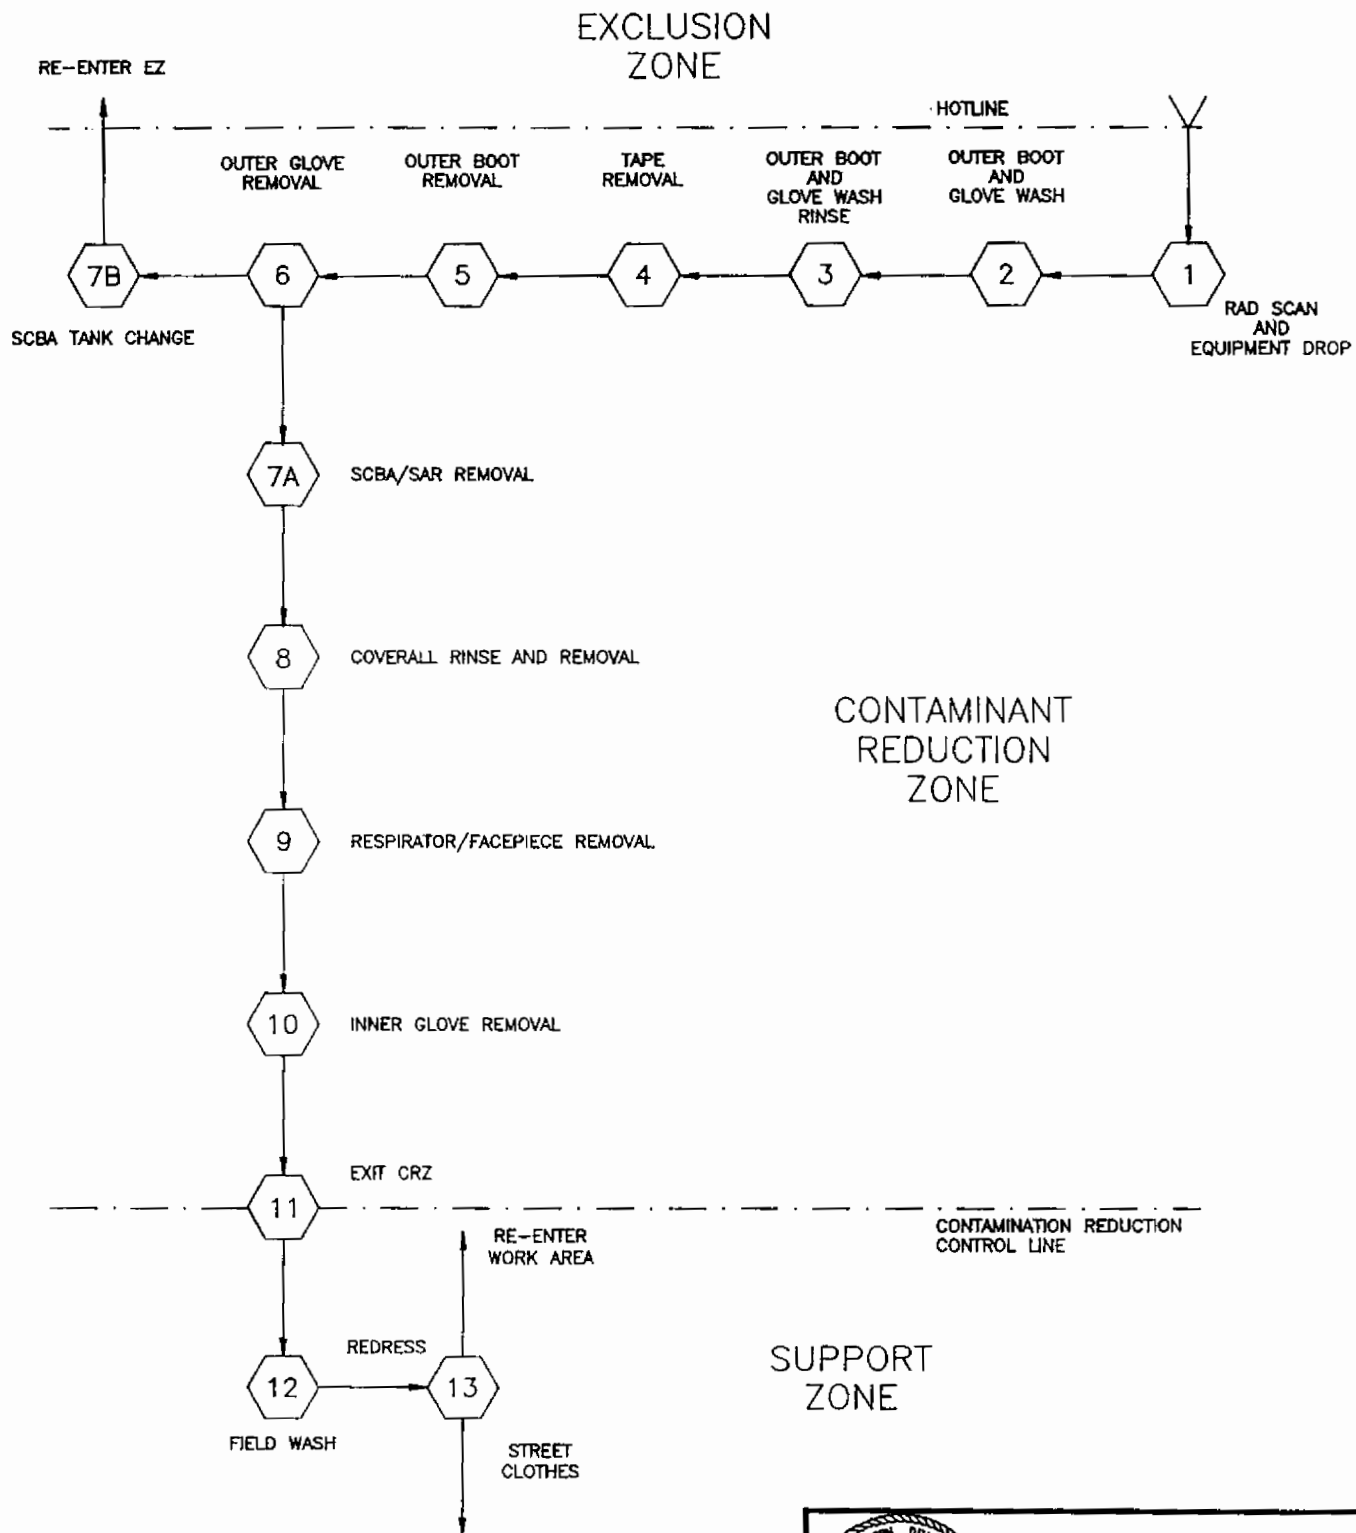 EXCLUSION
ZONE
RE-ENTER EZ
HOTLINE
OUTER GLOVE
REMOVAL
OUTER BOOT
REMOVAL
TAPE
REMOVAL
OUTER BOOT
AND
GLOVE WASH
RINSE
OUTER BOOT
AND
GLOVE WASH
7B
6
5
4
3
2
1
SCBA TANK CHANGE
RAD SCAN
AND
EQUIPMENT DROP
7A
SCBA/SAR REMOVAL
8
COVERALL RINSE AND REMOVAL
CONTAMINANT
REDUCTION
ZONE
9
RESPIRATOR/FACEPIECE REMOVAL
10
INNER GLOVE REMOVAL
EXIT CRZ
11
CONTAMINATION REDUCTION
CONTROL LINE
RE-ENTER
WORK AREA
REDRESS
12
13
SUPPORT
ZONE
FIELD WASH
STREET
CLOTHES